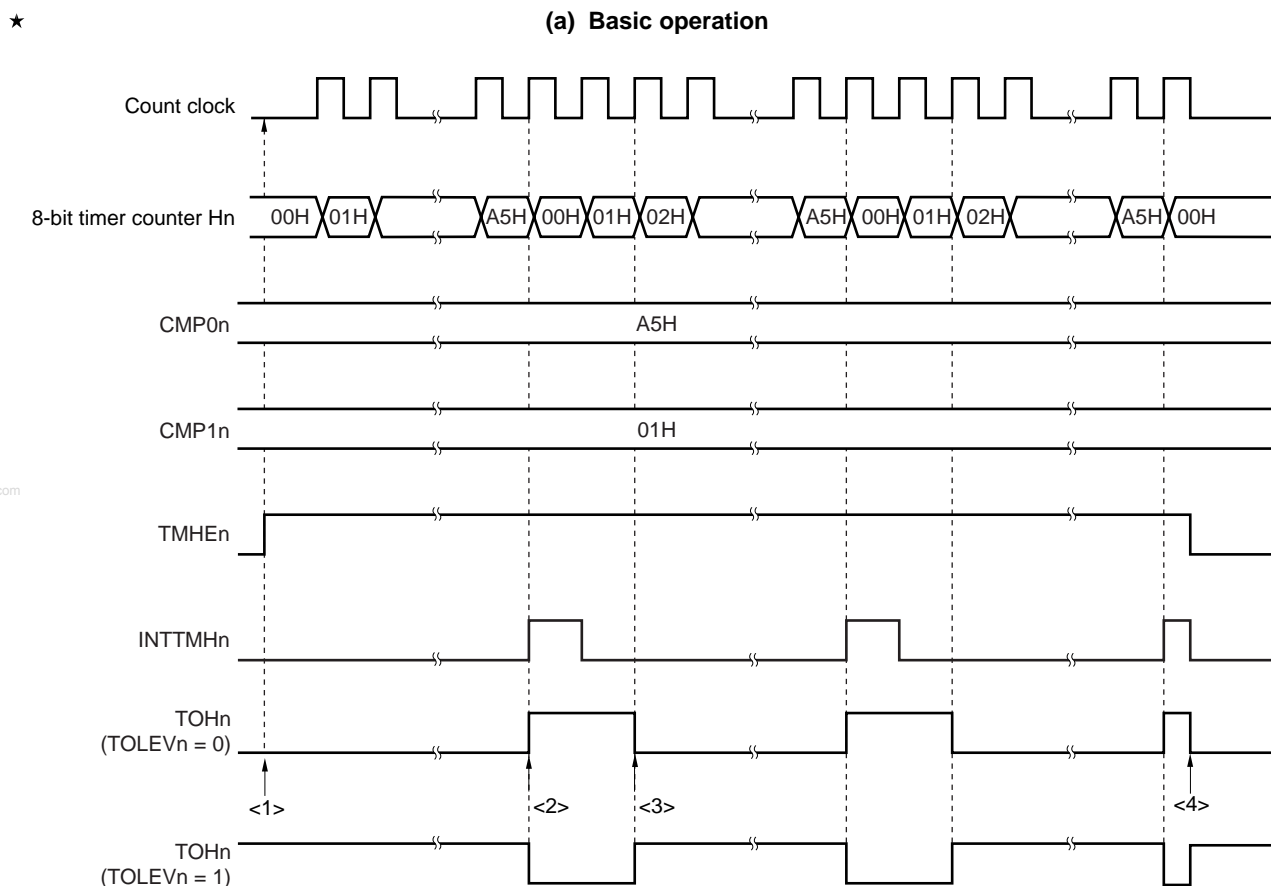 ★ (a) Basic operation
Count clock
8-bit timer counter Hn 00H 01H A5H 00H 01H 02H A5H 00H 01H 02H A5H 00H
CMP0n A5H
CMP1n 01H
com
TMHEn
INTTMHn
TOHn
(TOLEVn = 0)
<1> <2> <3> <4>
TOHn
(TOLEVn = 1)